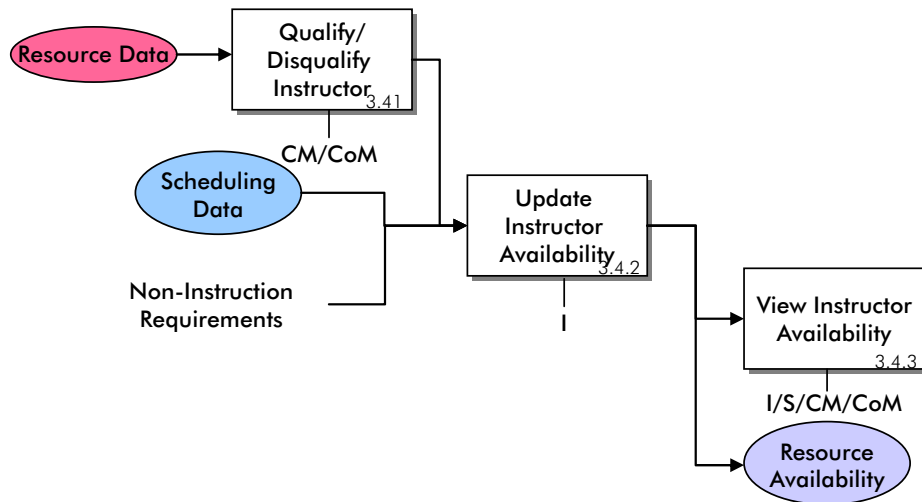 Resource Data
Qualify/
Disqualify
Instructor
3.41
CM/CoM
Scheduling
Data
Non-Instruction
Requirements
Update
Instructor
Availability
3.4.2
I
View Instructor
Availability
3.4.3
I/S/CM/CoM
Resource
Availability